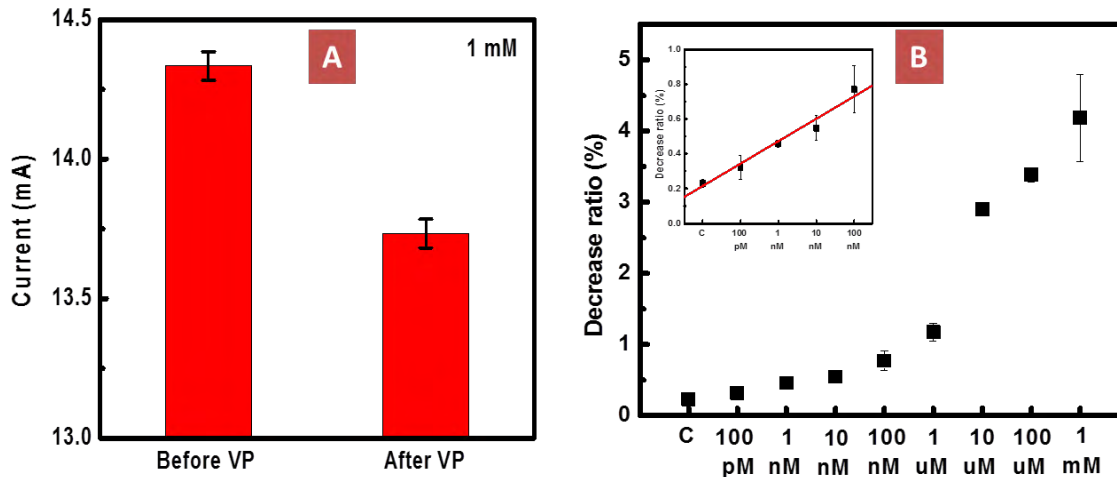 A
1 mM
Current (mA)
14.5
14.0
13.5
13.0
Before VP
After VP
B
Decrease ratio (%)
5
4
3
2
1
0
C
100 pM
1 nM
10 nM
100 nM
1 uM
10 uM
100 uM
1 mM
Decrease ratio (%)
1.0
0.8
0.6
0.4
0.2
0.0
C
100 pM
1 nM
10 nM
100 nM